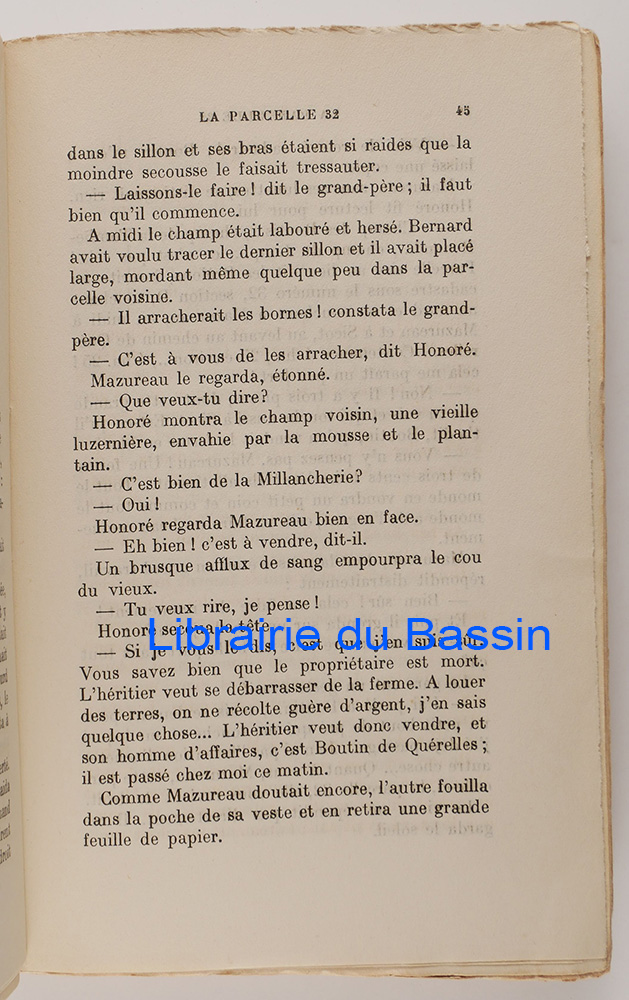 LA PARCELLE 32 45
dans le sillon et ses bras étaient si raides que la
moindre secousse le faisait tressauter.
— Laissons-le faire ! dit le grand-père ; il faut
bien qu'il commence.
A midi le champ était labouré et hersé. Bernard
avait voulu tracer le dernier sillon et il avait placé
large, mordant même quelque peu dans la par-
celle voisine.
— Il arracherait les bornes ! constata le grand-
père.
— C'est à vous de les arracher, dit Honoré.
Mazureau le regarda, étonné.
— Que veux-tu dire?
Honoré montra le champ voisin, une vieille
luzernière, envahie par la mousse et le plan-
tain.
— C'est bien de la Millancherie?
— Oui !
Honoré regarda Mazureau bien en face.
— Eh bien ! c'est à vendre, dit-il.
Un brusque afflux de sang empourpra le cou
du vieux.
— Tu veux rire, je pense !
Honoré secoua la tête.
Librairie du Bassin
— Si je vous le dis, c'est que j'en suis sûr.
Vous savez bien que le propriétaire est mort.
L'héritier veut se débarrasser de la ferme. A louer
des terres, on ne récolte guère d'argent, j'en sais
quelque chose... L'héritier veut donc vendre, et
son homme d'affaires, c'est Boutin de Quérelles ;
il est passé chez moi ce matin.
Comme Mazureau doutait encore, l'autre fouilla
dans la poche de sa veste et en retira une grande
feuille de papier.